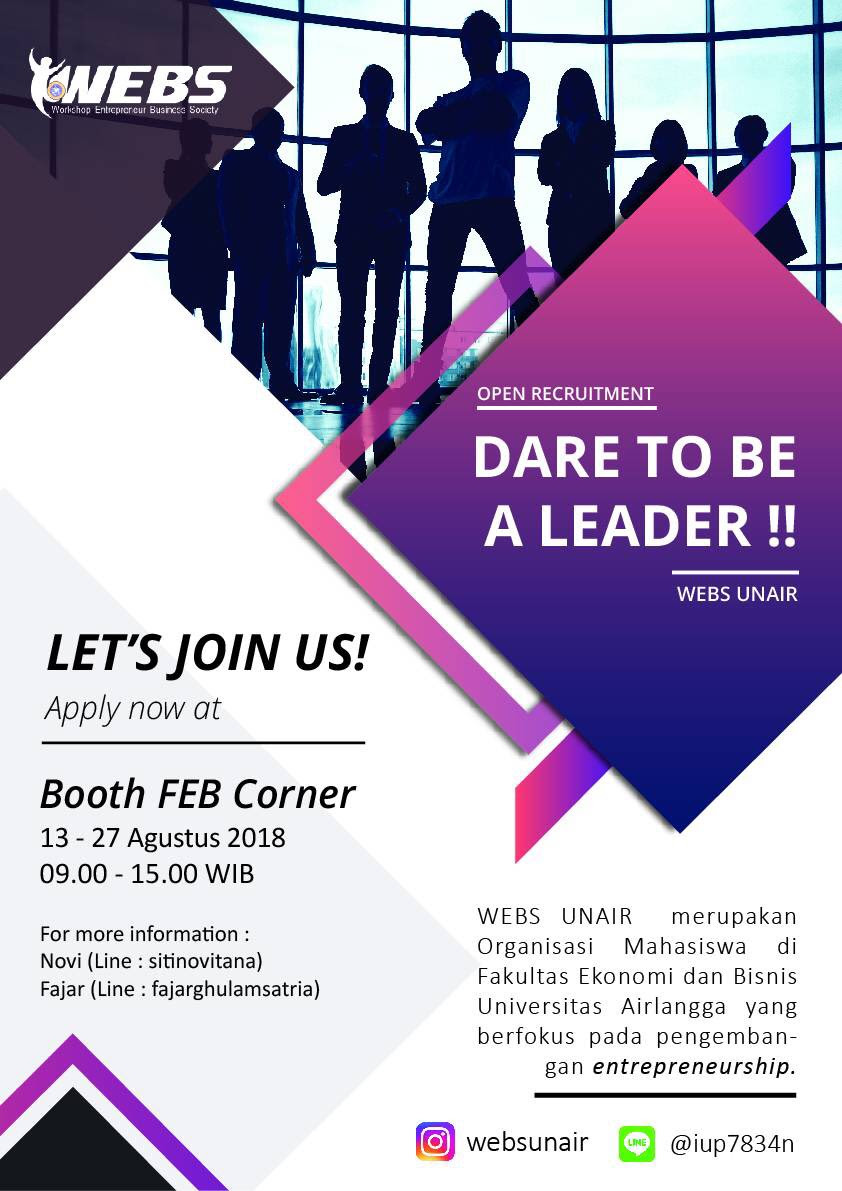 WEBS
Workshop Entrepreneur Business Society
OPEN RECRUITMENT
DARE TO BE
A LEADER !!
WEBS UNAIR
LET'S JOIN US!
Apply now at
Booth FEB Corner
13 - 27 Agustus 2018
09.00 - 15.00 WIB
For more information :
Novi (Line : sitinovitana)
Fajar (Line : fajarghulamsatria)
WEBS UNAIR merupakan
Organisasi Mahasiswa di
Fakultas Ekonomi dan Bisnis
Universitas Airlangga yang
berfokus pada pengemban-
gan entrepreneurship.
websunair
LINE
@iup7834n